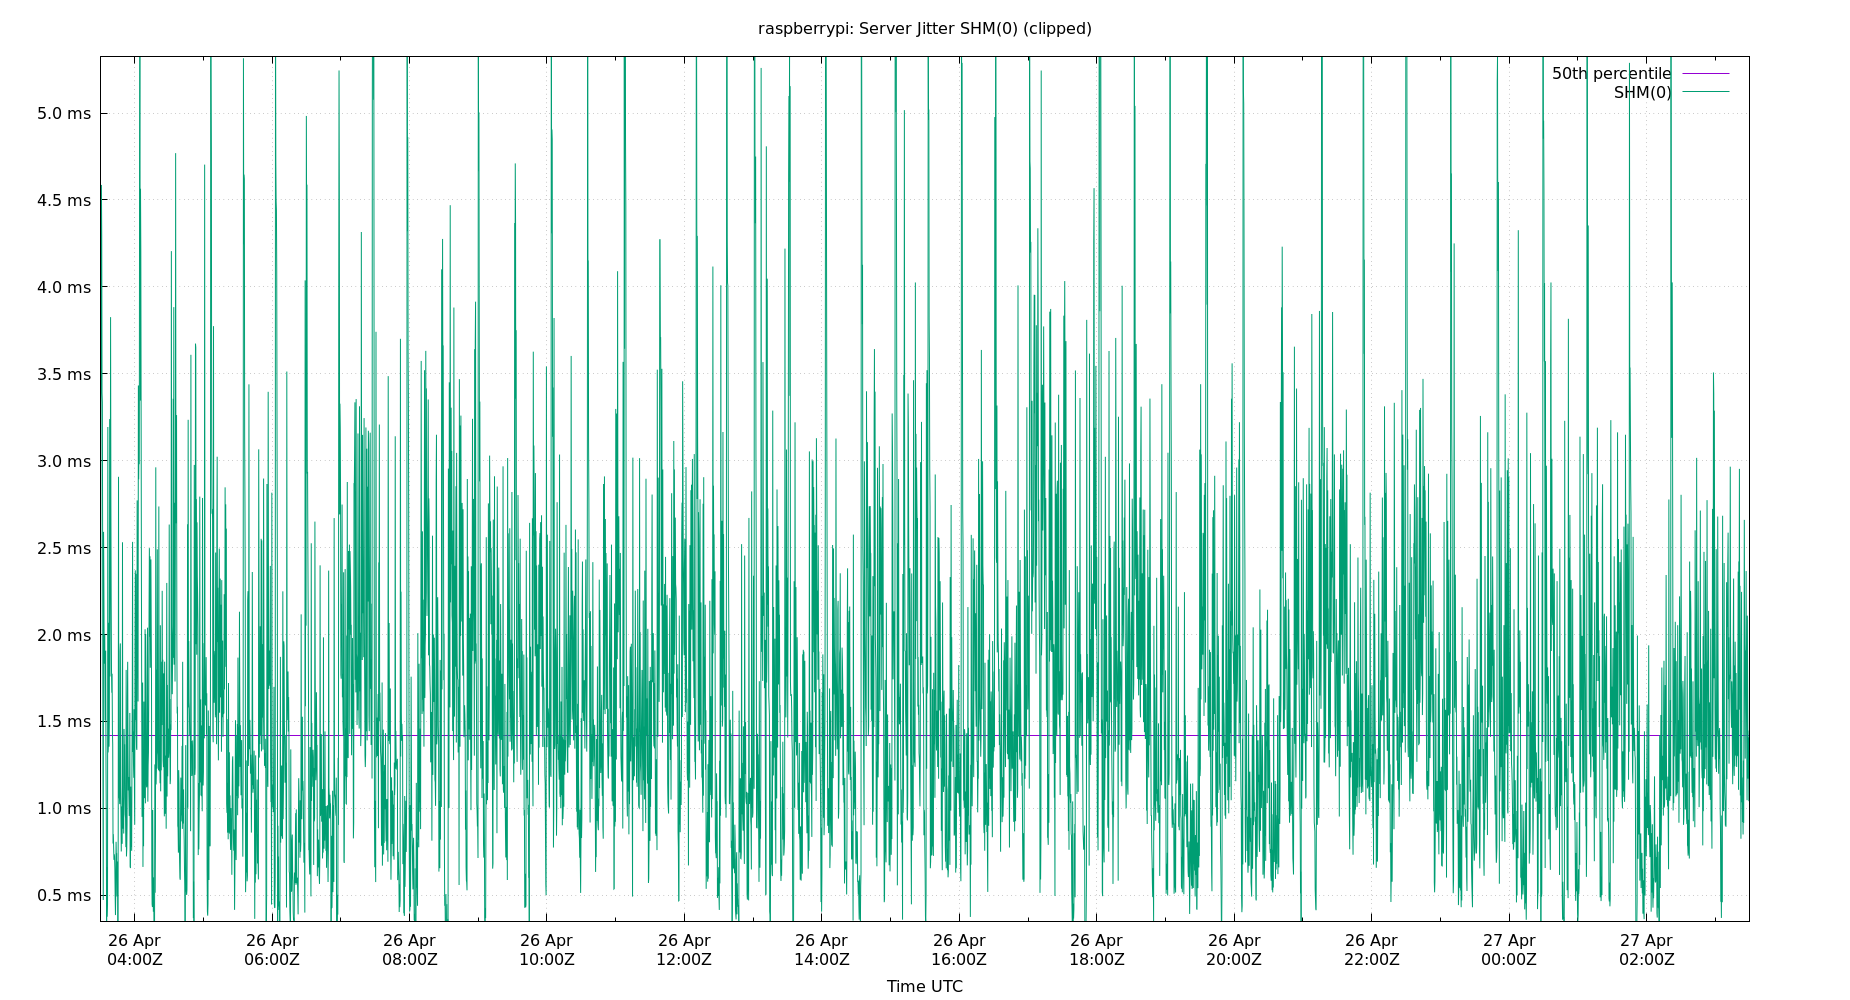 raspberrypi: Server Jitter SHM(0) (clipped)
50th percentile
SHM(0)
5.0 ms
4.5 ms
4.0 ms
3.5 ms
3.0 ms
2.5 ms
2.0 ms
1.5 ms
1.0 ms
0.5 ms
26 Apr 26 Apr 26 Apr 26 Apr 26 Apr 26 Apr 26 Apr 26 Apr 26 Apr 26 Apr 27 Apr 27 Apr
04:00Z 06:00Z 08:00Z 10:00Z 12:00Z 14:00Z 16:00Z 18:00Z 20:00Z 22:00Z 00:00Z 02:00Z
Time UTC